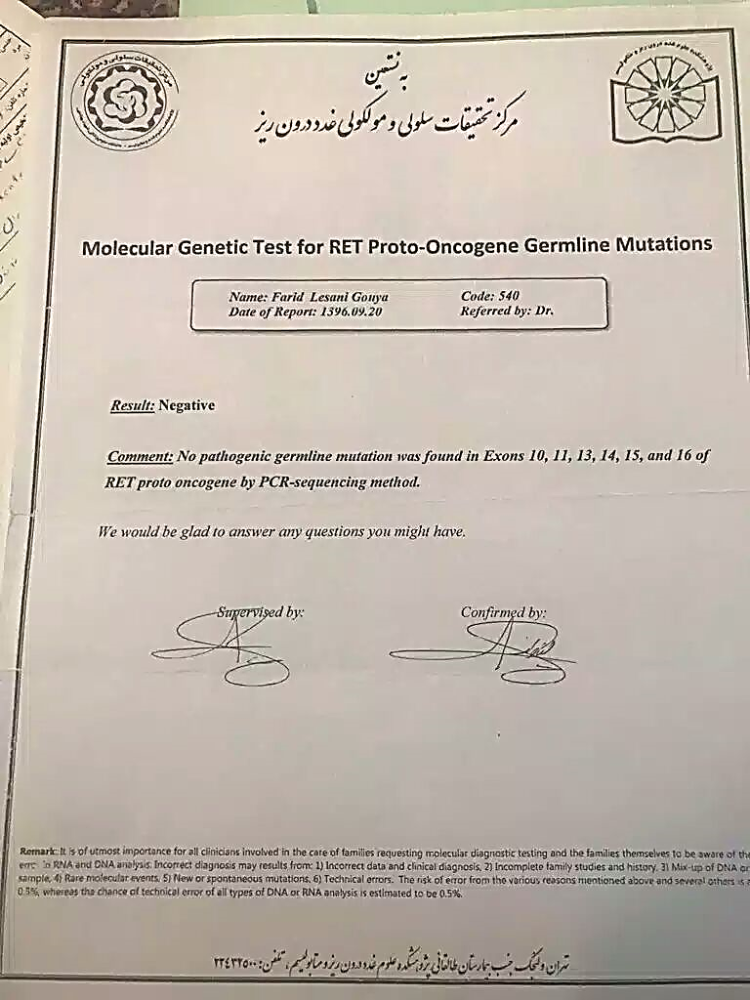 به نستعین
مرکز تحقیقات سلولی و مولکولی غدد درون ریز
Molecular Genetic Test for RET Proto-Oncogene Germline Mutations
Name: Farid Lesani Gouya Code: 540
Date of Report: 1396.09.20 Referred by: Dr.
Result: Negative
Comment: No pathogenic germline mutation was found in Exons 10, 11, 13, 14, 15, and 16 of
RET proto oncogene by PCR-sequencing method.
We would be glad to answer any questions you might have.
Supervised by: Confirmed by:
Remark: It is of utmost importance for all clinicians involved in the care of families requesting molecular diagnostic testing and the families themselves to be aware of the
in RNA and DNA analysis. Incorrect diagnosis may results from: 1) Incorrect data and clinical diagnosis, 2) Incomplete family studies and history, 3) Mix-up of DNA or
sample, 4) Rare molecular events, 5) New or spontaneous mutations, 6) Technical errors. The risk of error from the various reasons mentioned above and several others is
0.5%, whereas the chance of technical error of all types of DNA or RNA analysis is estimated to be 0.5%.
تهران ولنجک جنب بیمارستان طالقانی پژوهشکده علوم غدد درون ریز و متابولیسم ، تلفن : ۲۲۴۳۲۵۰۰